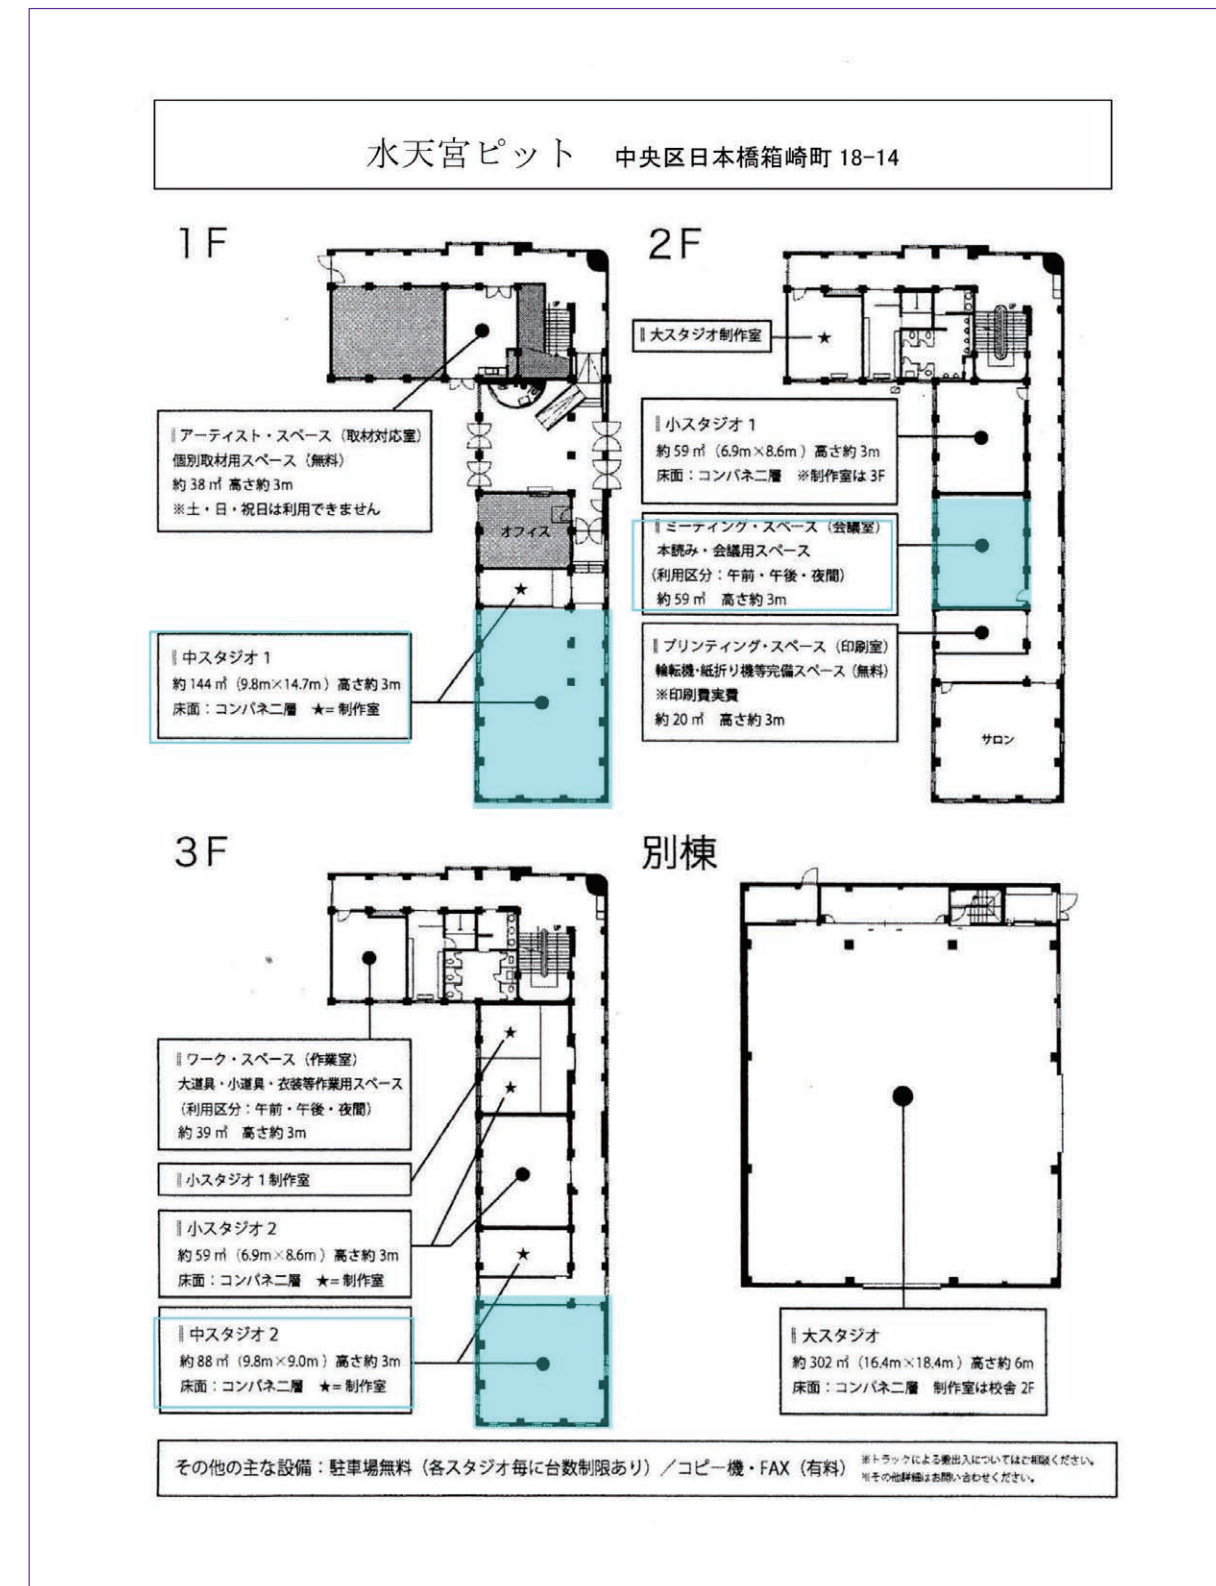 水天宮ピット 中央区日本橋箱崎町 18-14
1F
アーティスト・スペース（取材対応室）
個別取材用スペース（無料）
約 38 ㎡ 高さ約 3m
※土・日・祝日は利用できません
オフィス
中スタジオ 1
約 144 ㎡（9.8m×14.7m）高さ約 3m
床面：コンパネ二層 ★= 制作室
★
2F
UP
大スタジオ制作室
★
小スタジオ 1
約 59 ㎡（6.9m×8.6m）高さ約 3m
床面：コンパネ二層 ※制作室は 3F
ミーティング・スペース（会議室）
本読み・会議用スペース
（利用区分：午前・午後・夜間）
約 59 ㎡ 高さ約 3m
プリンティング・スペース（印刷室）
輪転機・紙折り機等完備スペース（無料）
※印刷費実費
約 20 ㎡ 高さ約 3m
サロン
3F
UP
ワーク・スペース（作業室）
大道具・小道具・衣装等作業用スペース
（利用区分：午前・午後・夜間）
約 39 ㎡ 高さ約 3m
★
★
小スタジオ 1 制作室
小スタジオ 2
約 59 ㎡（6.9m×8.6m）高さ約 3m
床面：コンパネ二層 ★= 制作室
★
中スタジオ 2
約 88 ㎡（9.8m×9.0m）高さ約 3m
床面：コンパネ二層 ★= 制作室
別棟
大スタジオ
約 302 ㎡（16.4m×18.4m）高さ約 6m
床面：コンパネ二層 制作室は校舎 2F
その他の主な設備：駐車場無料（各スタジオ毎に台数制限あり）／コピー機・FAX（有料）
※トラックによる搬出入についてはご相談ください。
※その他詳細はお問い合わせください。